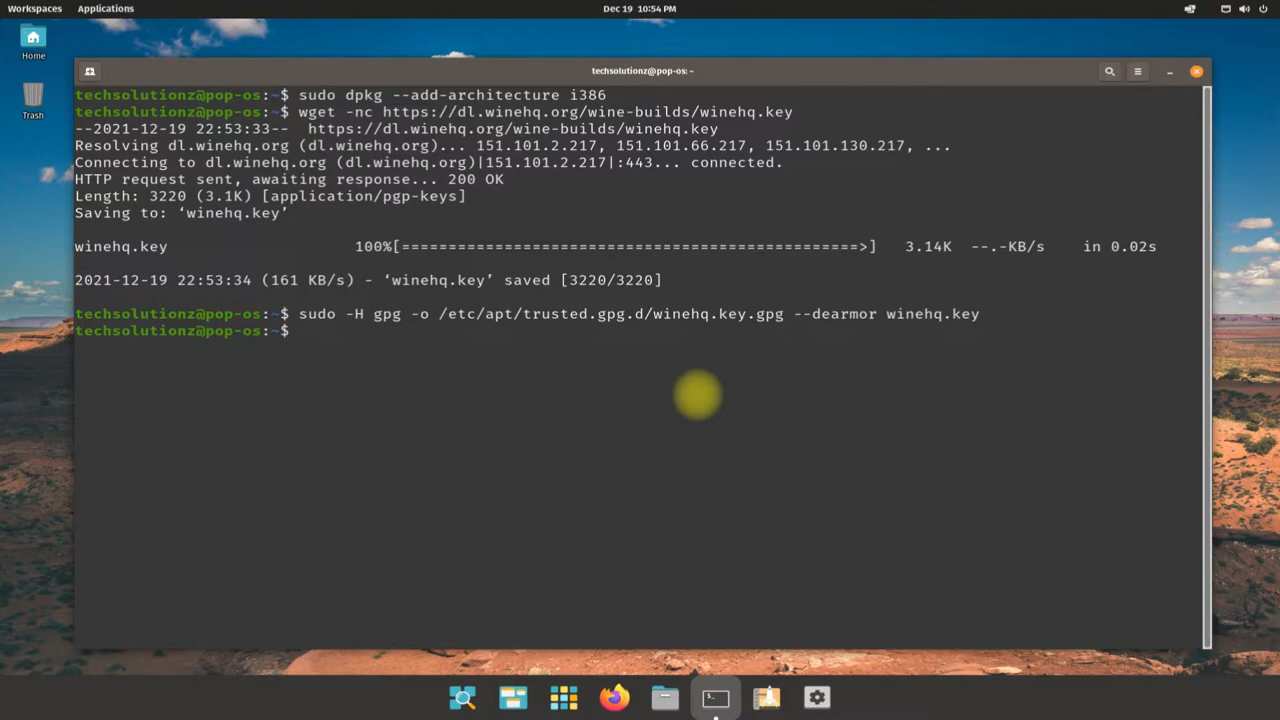 Workspaces Applications Dec 19 10:54 PM
Home
Trash
techsolutionz@pop-os: ~
techsolutionz@pop-os:~$ sudo dpkg --add-architecture i386
techsolutionz@pop-os:~$ wget -nc https://dl.winehq.org/wine-builds/winehq.key
--2021-12-19 22:53:33--  https://dl.winehq.org/wine-builds/winehq.key
Resolving dl.winehq.org (dl.winehq.org)... 151.101.2.217, 151.101.66.217, 151.101.130.217, ...
Connecting to dl.winehq.org (dl.winehq.org)|151.101.2.217|:443... connected.
HTTP request sent, awaiting response... 200 OK
Length: 3220 (3.1K) [application/pgp-keys]
Saving to: ‘winehq.key’
winehq.key 100%[=================================================>] 3.14K --.-KB/s in 0.02s
2021-12-19 22:53:34 (161 KB/s) - ‘winehq.key’ saved [3220/3220]
techsolutionz@pop-os:~$ sudo -H gpg -o /etc/apt/trusted.gpg.d/winehq.key.gpg --dearmor winehq.key
techsolutionz@pop-os:~$